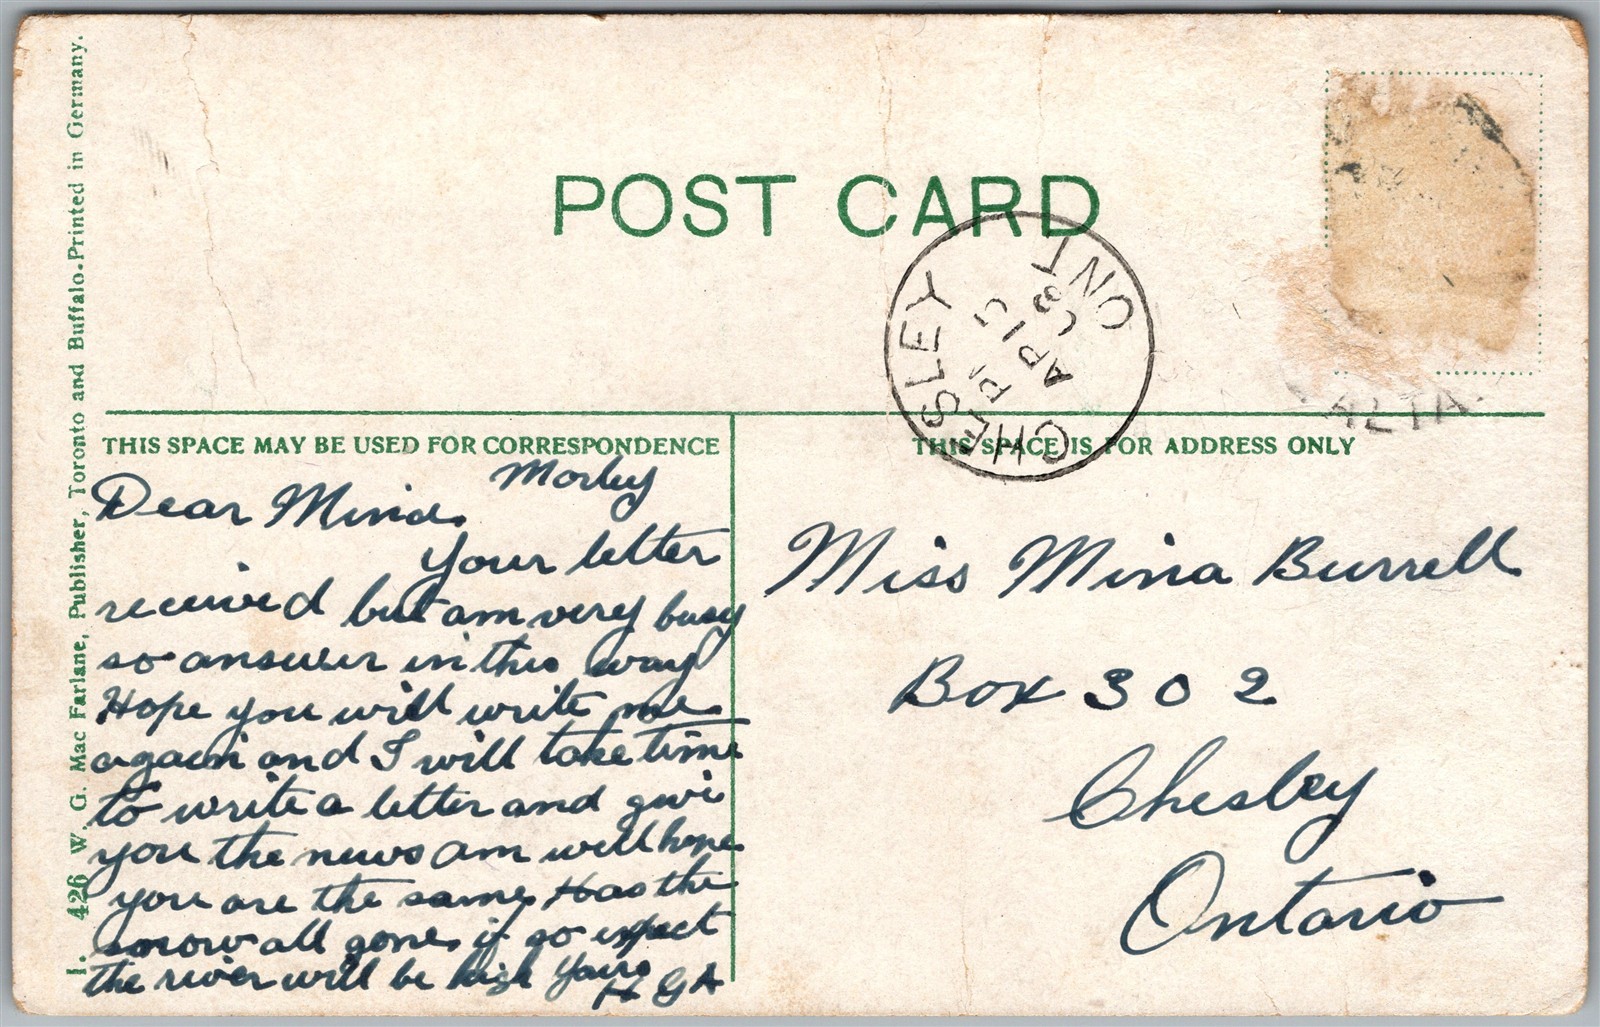 I. 426 W. G. Mac Farlane, Publisher, Toronto and Buffalo. Printed in Germany.
POST CARD
CHESLEY ONT
AP 15
08
ALTA.
THIS SPACE MAY BE USED FOR CORRESPONDENCE
THIS SPACE IS FOR ADDRESS ONLY
Morley
Dear Mina.
Your letter
received but am very busy
so answer in this way
Hope you will write me
again and I will take time
to write a letter and give
you the news am well hope
you are the same. Has the
snow all gone, if so expect
the river will be high Yours
H G A
Miss Mina Burrell
Box 302
Chesley
Ontario